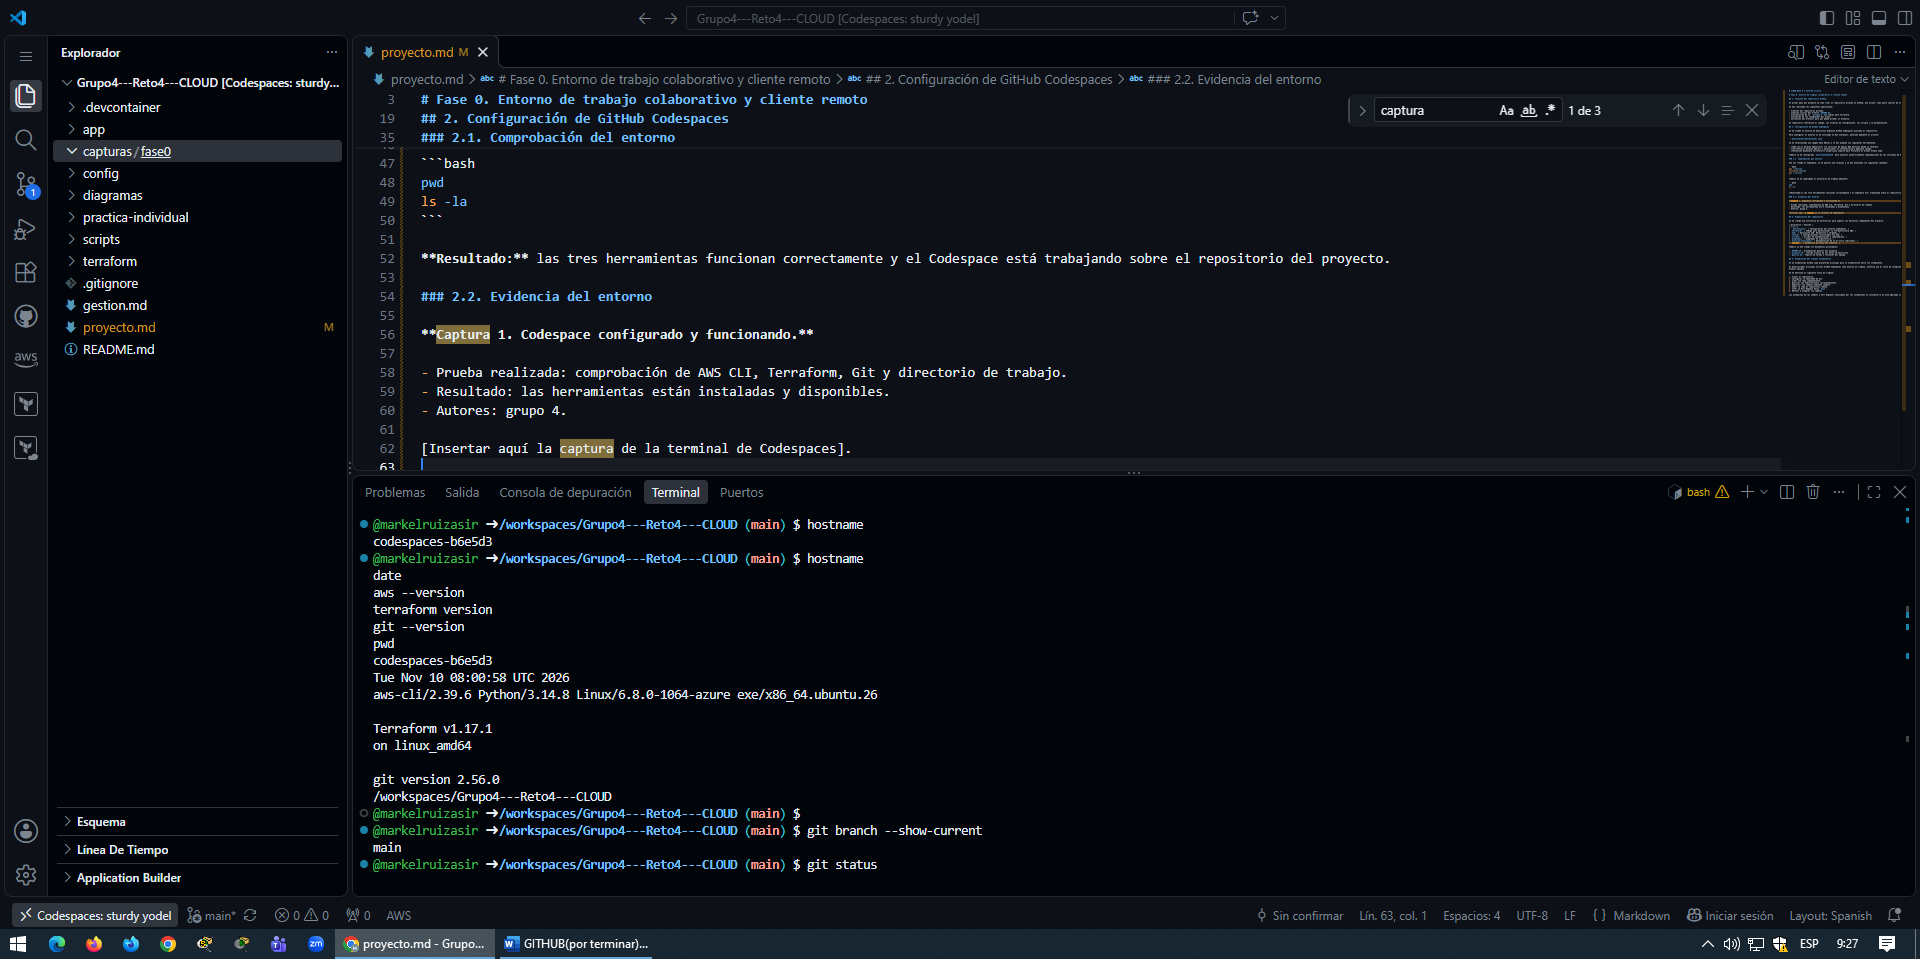 Grupo4---Reto4---CLOUD [Codespaces: sturdy yodel]
Explorador
Grupo4---Reto4---CLOUD [Codespaces: sturdy...
.devcontainer
app
capturas / fase0
config
diagramas
practica-individual
scripts
terraform
.gitignore
gestion.md
proyecto.md M
README.md
Esquema
Línea De Tiempo
Application Builder
1
aws
proyecto.md M
proyecto.md > abc # Fase 0. Entorno de trabajo colaborativo y cliente remoto > abc ## 2. Configuración de GitHub Codespaces > abc ### 2.2. Evidencia del entorno
Editor de texto
captura Aa ab .* 1 de 3
3 # Fase 0. Entorno de trabajo colaborativo y cliente remoto
19 ## 2. Configuración de GitHub Codespaces
35 ### 2.1. Comprobación del entorno
47 ```bash
48 pwd
49 ls -la
50 ```
51
52 **Resultado:** las tres herramientas funcionan correctamente y el Codespace está trabajando sobre el repositorio del proyecto.
53
54 ### 2.2. Evidencia del entorno
55
56 **Captura 1. Codespace configurado y funcionando.**
57
58 - Prueba realizada: comprobación de AWS CLI, Terraform, Git y directorio de trabajo.
59 - Resultado: las herramientas están instaladas y disponibles.
60 - Autores: grupo 4.
61
62 [Insertar aquí la captura de la terminal de Codespaces].
63
Problemas Salida Consola de depuración Terminal Puertos
bash
@markelruizasir ➜/workspaces/Grupo4---Reto4---CLOUD (main) $ hostname
codespaces-b6e5d3
@markelruizasir ➜/workspaces/Grupo4---Reto4---CLOUD (main) $ hostname
date
aws --version
terraform version
git --version
pwd
codespaces-b6e5d3
Tue Nov 10 08:00:58 UTC 2026
aws-cli/2.39.6 Python/3.14.8 Linux/6.8.0-1064-azure exe/x86_64.ubuntu.26
Terraform v1.17.1
on linux_amd64
git version 2.56.0
/workspaces/Grupo4---Reto4---CLOUD
@markelruizasir ➜/workspaces/Grupo4---Reto4---CLOUD (main) $
@markelruizasir ➜/workspaces/Grupo4---Reto4---CLOUD (main) $ git branch --show-current
main
@markelruizasir ➜/workspaces/Grupo4---Reto4---CLOUD (main) $ git status
Codespaces: sturdy yodel main* 0 0 0 AWS
Sin confirmar Lín. 63, col. 1 Espacios: 4 UTF-8 LF { } Markdown Iniciar sesión Layout: Spanish
zm
proyecto.md - Grupo...
GITHUB(por terminar)...
ESP 9:27